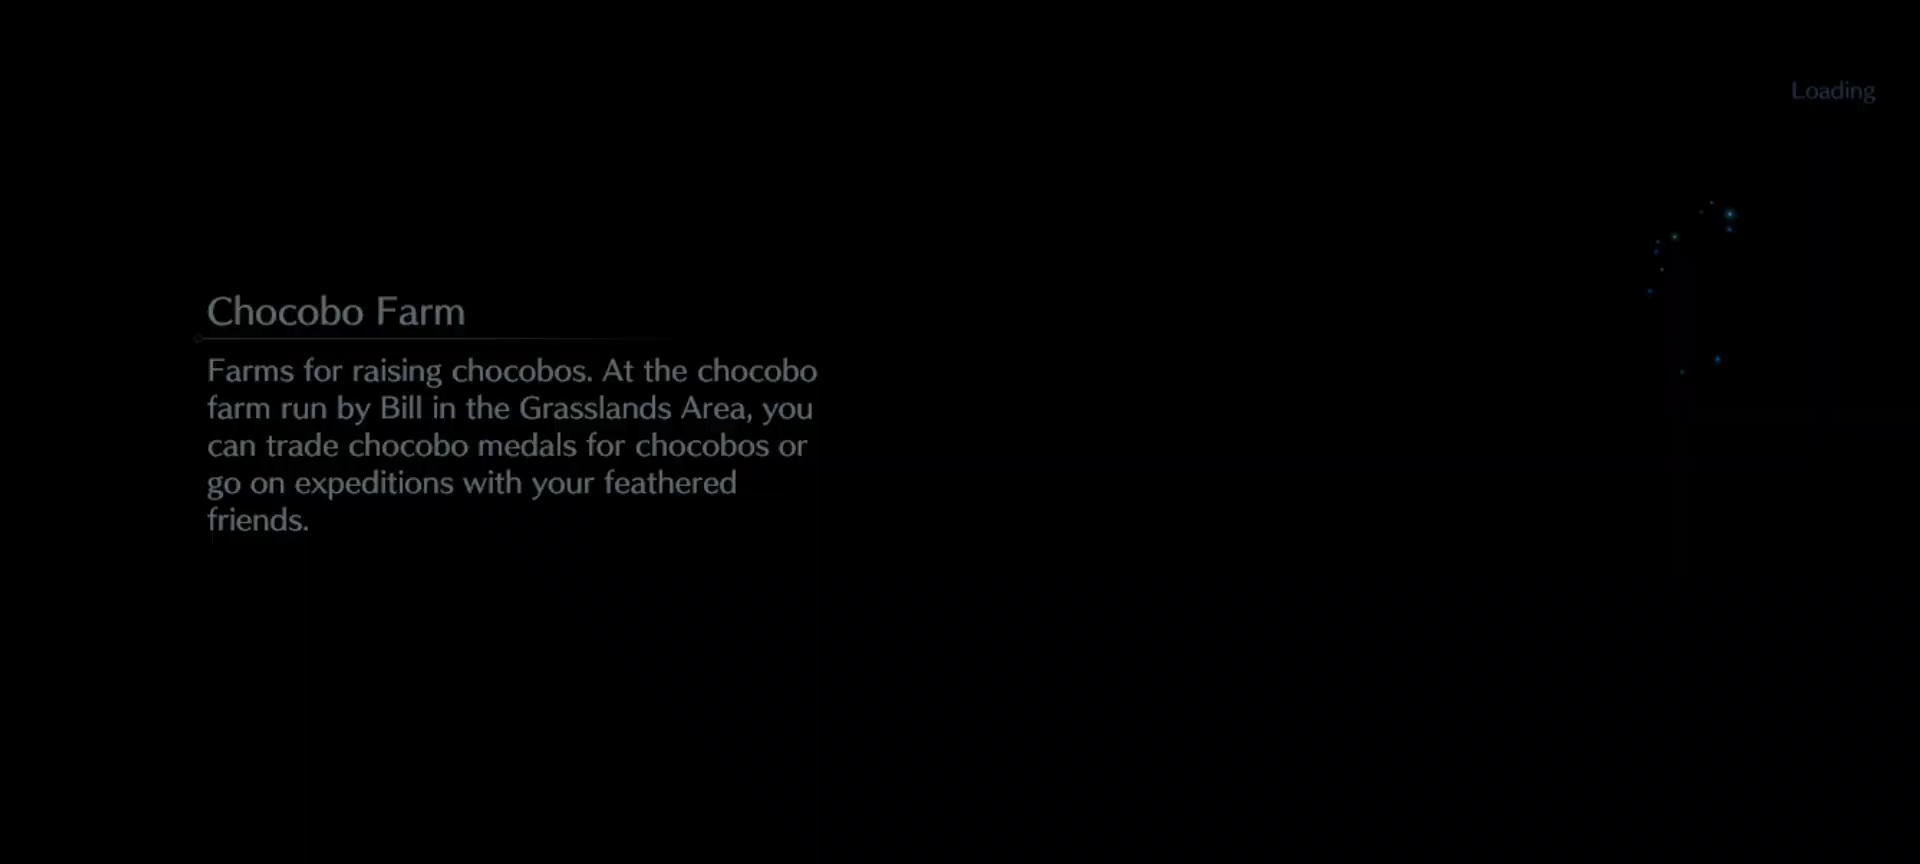 Loading
Chocobo Farm
Farms for raising chocobos. At the chocobo
farm run by Bill in the Grasslands Area, you
can trade chocobo medals for chocobos or
go on expeditions with your feathered
friends.